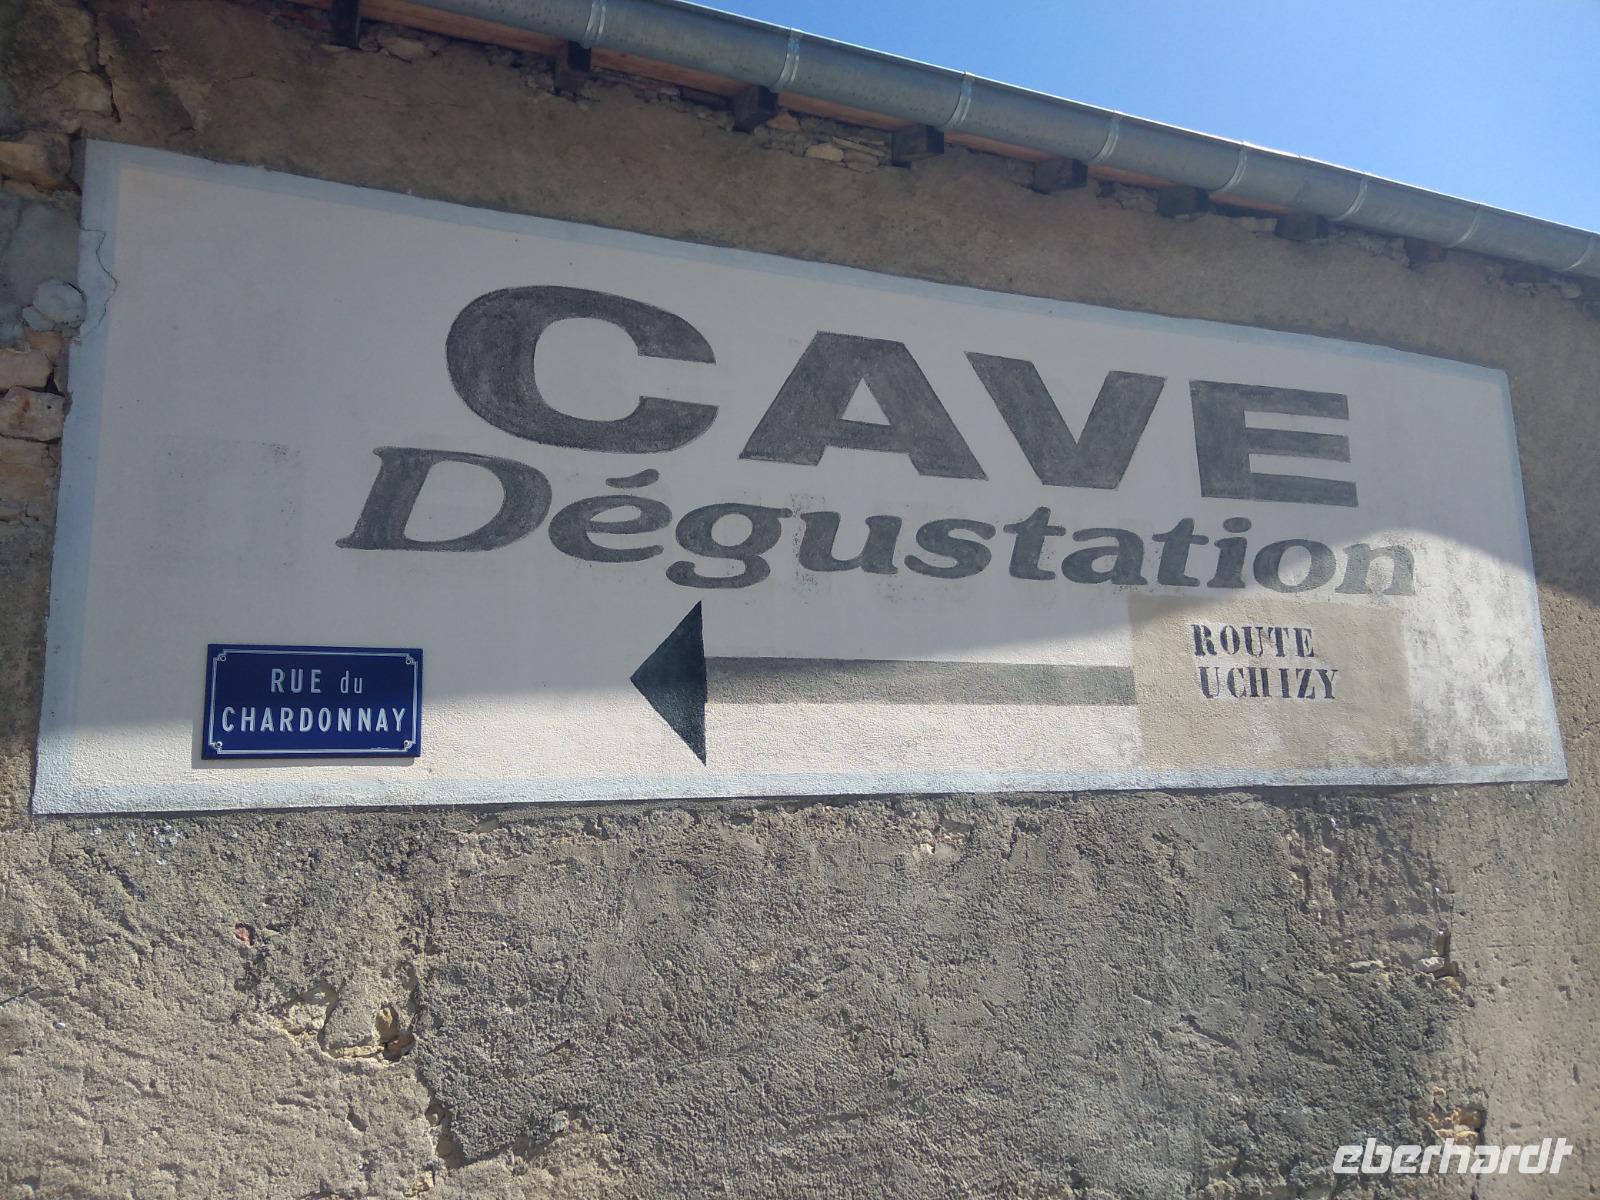 CAVE
Dégustation
ROUTE
UCHIZY
RUE du
CHARDONNAY
eberhardt